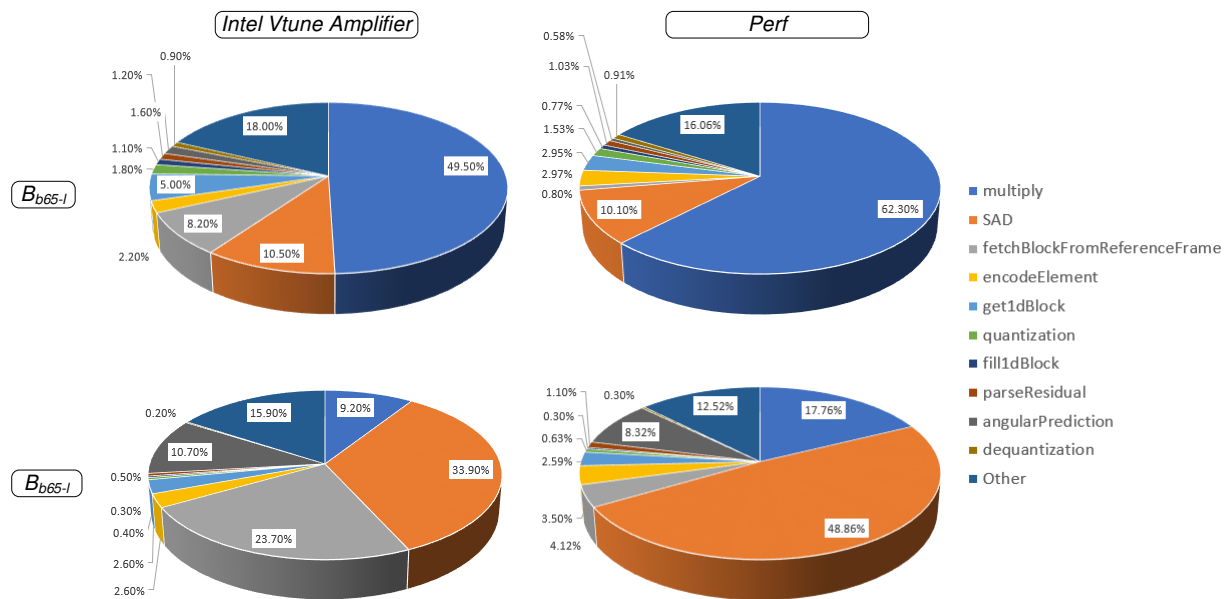 Intel Vtune Amplifier
Perf
0.90%
1.20%
1.60%
1.10%
1.80%
5.00%
2.20%
8.20%
10.50%
18.00%
49.50%
0.58%
1.03%
0.91%
0.77%
1.53%
2.95%
2.97%
0.80%
10.10%
16.06%
62.30%
B_b65-I
multiply
SAD
fetchBlockFromReferenceFrame
encodeElement
get1dBlock
quantization
fill1dBlock
parseResidual
angularPrediction
dequantization
Other
0.20%
15.90%
9.20%
10.70%
33.90%
0.50%
0.30%
0.40%
2.60%
2.60%
23.70%
1.10%
0.30%
12.52%
17.76%
8.32%
0.30%
0.63%
2.59%
3.50%
4.12%
48.86%
B_b65-I